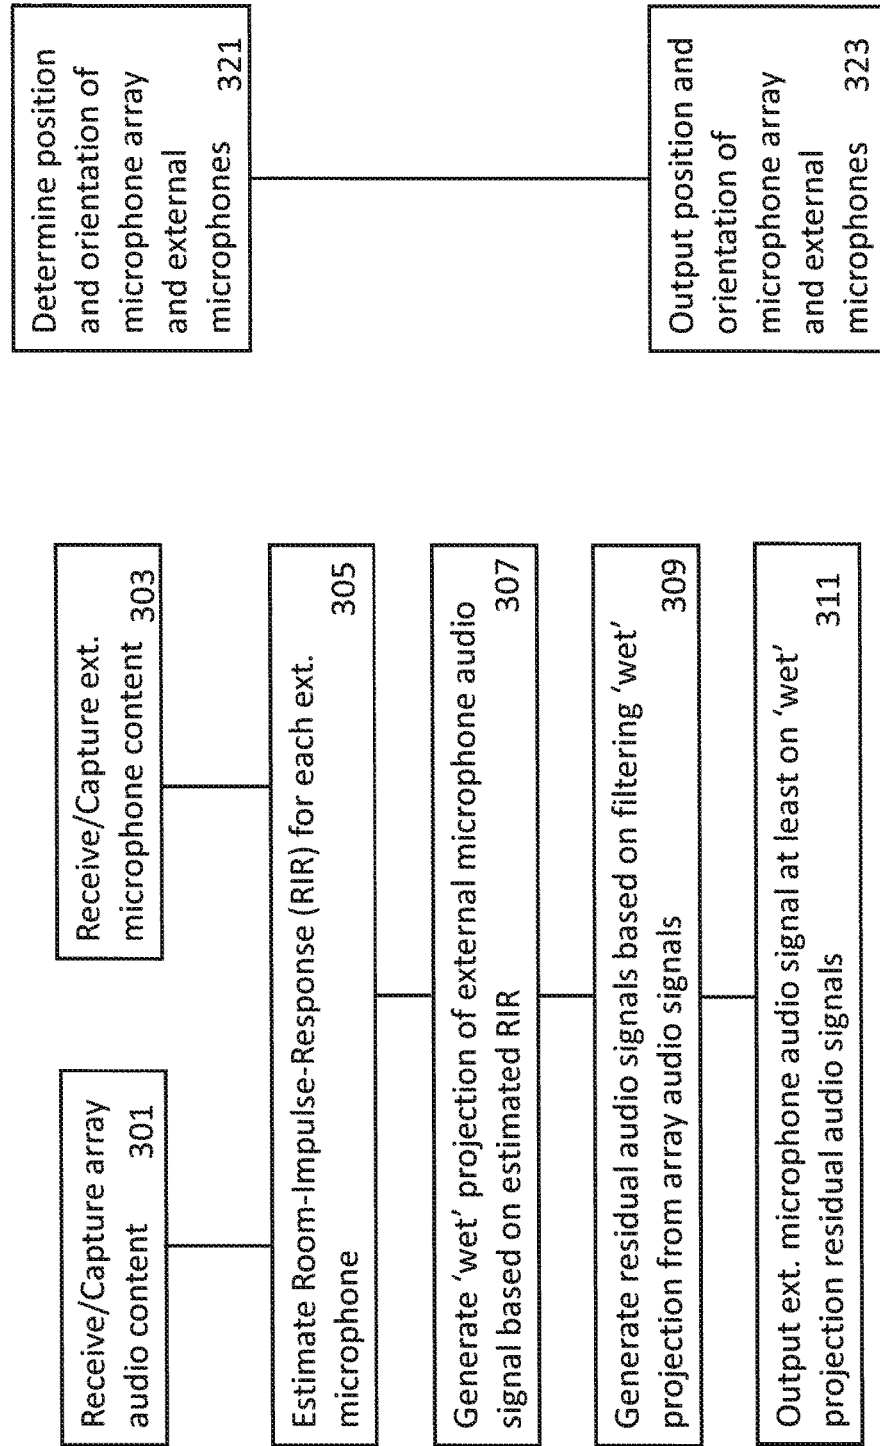 Receive/Capture array
audio content 301
Receive/Capture ext.
microphone content 303
Estimate Room-Impulse-Response (RIR) for each ext.
microphone 305
Generate ‘wet’ projection of external microphone audio
signal based on estimated RIR 307
Generate residual audio signals based on filtering ‘wet’
projection from array audio signals 309
Output ext. microphone audio signal at least on ‘wet’
projection residual audio signals 311
Determine position
and orientation of
microphone array
and external
microphones 321
Output position and
orientation of
microphone array
and external
microphones 323